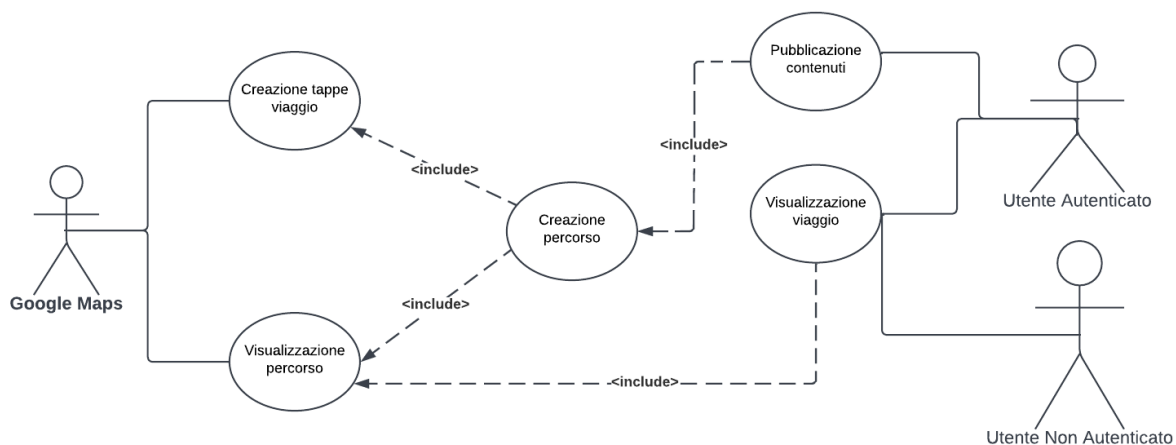 Pubblicazione
contenuti
Creazione tappe
viaggio
<include>
<include>
Visualizzazione
viaggio
Utente Autenticato
Creazione
percorso
Google Maps
<include>
Visualizzazione
percorso
<include>
Utente Non Autenticato